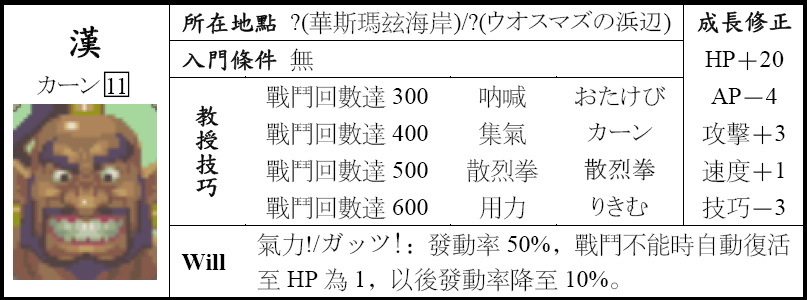 漢
カーン 11
所在地點 ?(華斯瑪茲海岸)/?(ウオスマズの浜辺)
入門條件 無
教授技巧
戰鬥回數達 300 吶喊 おたけび
戰鬥回數達 400 集氣 カーン
戰鬥回數達 500 散烈拳 散烈拳
戰鬥回數達 600 用力 りきむ
成長修正
HP＋20
AP－4
攻擊＋3
速度＋1
技巧－3
Will 氣力!/ガッツ！：發動率 50%，戰鬥不能時自動復活
至 HP 為 1，以後發動率降至 10%。